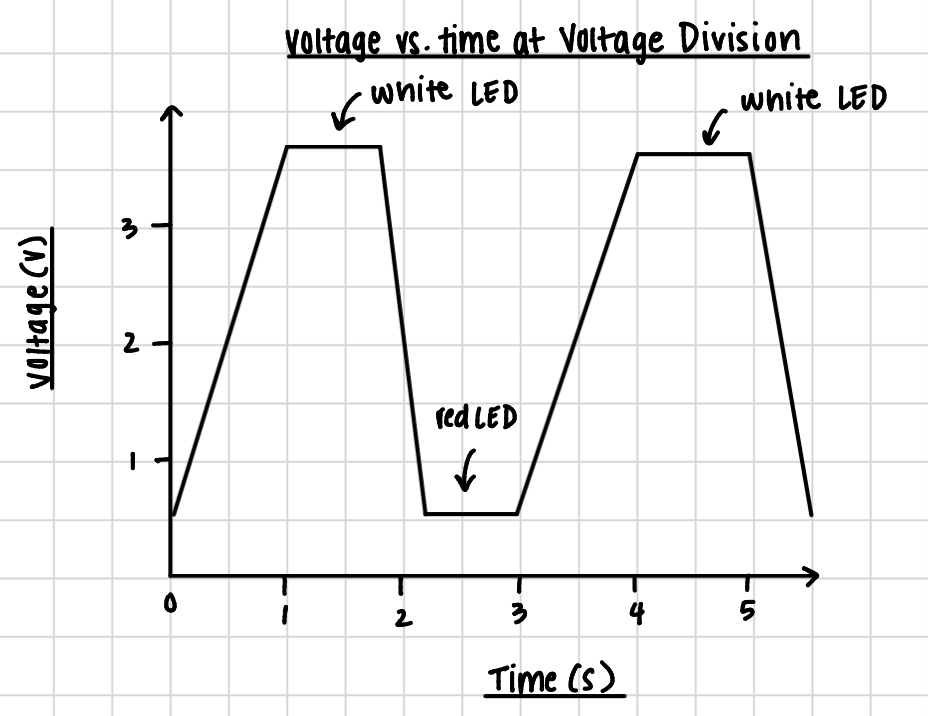 Voltage vs. time at Voltage Division
white LED
white LED
3
Voltage (V)
2
red LED
1
0
1
2
3
4
5
Time (s)